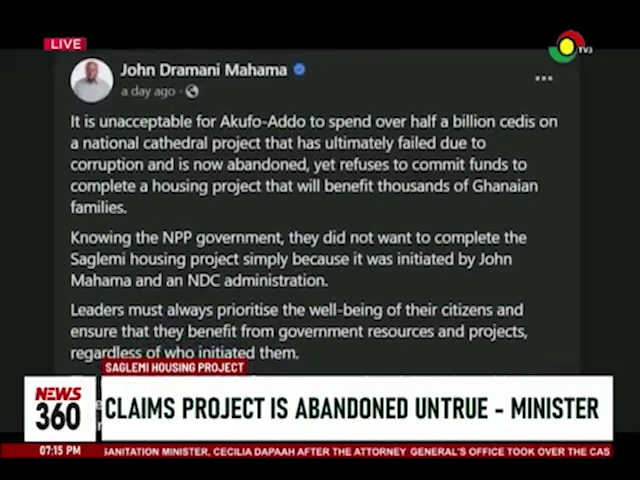 LIVE
TV3
John Dramani Mahama
a day ago
It is unacceptable for Akufo-Addo to spend over half a billion cedis on
a national cathedral project that has ultimately failed due to
corruption and is now abandoned, yet refuses to commit funds to
complete a housing project that will benefit thousands of Ghanaian
families.
Knowing the NPP government, they did not want to complete the
Saglemi housing project simply because it was initiated by John
Mahama and an NDC administration.
Leaders must always prioritise the well-being of their citizens and
ensure that they benefit from government resources and projects,
regardless of who initiated them.
SAGLEMI HOUSING PROJECT
NEWS
360
CLAIMS PROJECT IS ABANDONED UNTRUE - MINISTER
07:15 PM
SANITATION MINISTER, CECILIA DAPAAH AFTER THE ATTORNEY GENERAL'S OFFICE TOOK OVER THE CAS